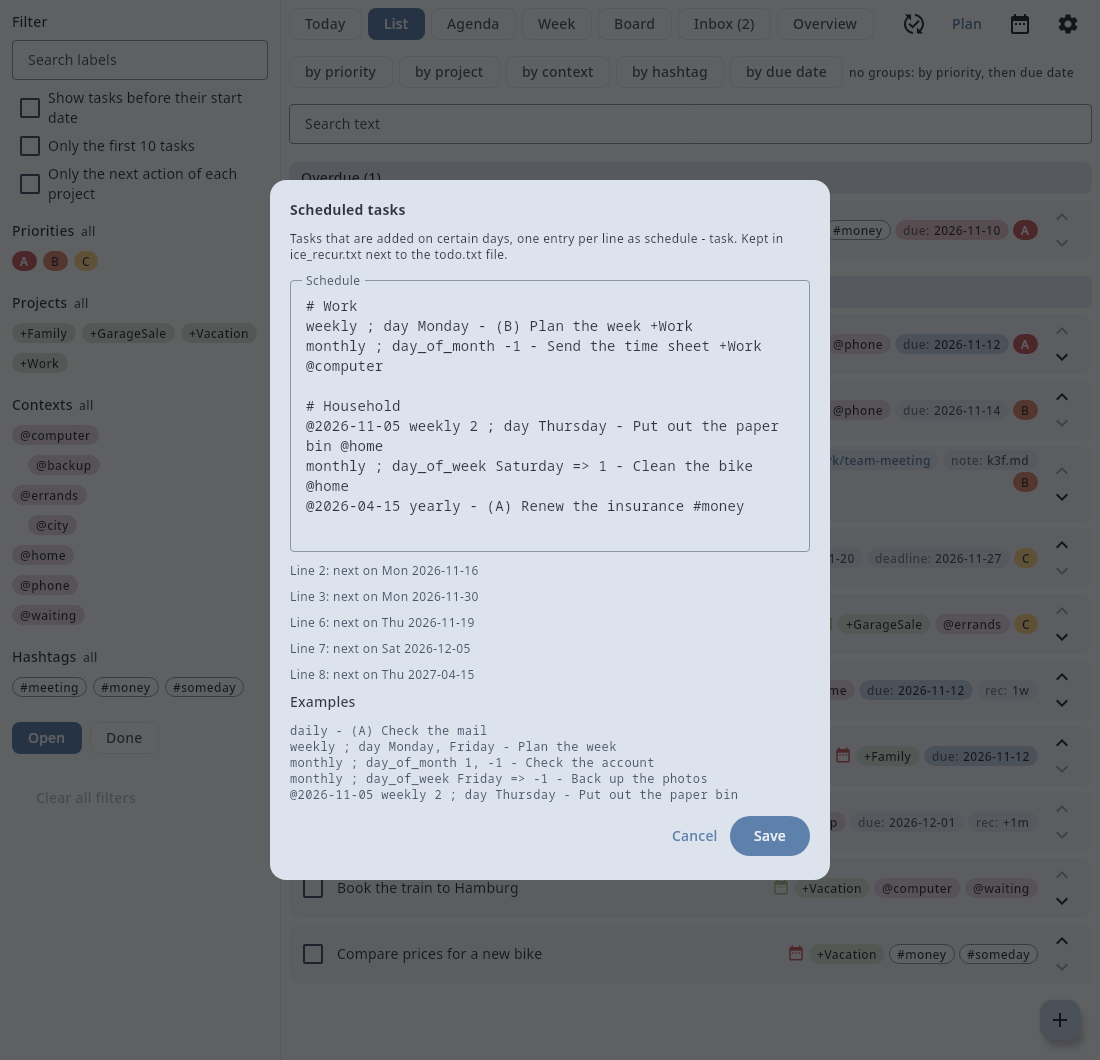 Filter
Search labels
Show tasks before their start
date
Only the first 10 tasks
Only the next action of each
project
Priorities all
A B C
Projects all
+Family +GarageSale +Vacation
+Work
Contexts all
@computer
@backup
@errands
@city
@home
@phone
@waiting
Hashtags all
#meeting #money #someday
Open Done
Clear all filters
Today List Agenda Week Board Inbox (2) Overview Plan
by priority by project by context by hashtag by due date no groups: by priority, then due date
Search text
Overdue (1)
#money due: 2026-11-10 A
@phone due: 2026-11-12 A
@phone due: 2026-11-14 B
/team-meeting note: k3f.md
B
deadline: 2026-11-27 C
+GarageSale @errands C
due: 2026-11-12 rec: 1w
+Family due: 2026-11-12
due: 2026-12-01 rec: +1m
Book the train to Hamburg +Vacation @computer @waiting
Compare prices for a new bike +Vacation #money #someday
+
Scheduled tasks
Tasks that are added on certain days, one entry per line as schedule - task. Kept in
ice_recur.txt next to the todo.txt file.
Schedule
# Work
weekly ; day Monday - (B) Plan the week +Work
monthly ; day_of_month -1 - Send the time sheet +Work
@computer
# Household
@2026-11-05 weekly 2 ; day Thursday - Put out the paper
bin @home
monthly ; day_of_week Saturday => 1 - Clean the bike
@home
@2026-04-15 yearly - (A) Renew the insurance #money
Line 2: next on Mon 2026-11-16
Line 3: next on Mon 2026-11-30
Line 6: next on Thu 2026-11-19
Line 7: next on Sat 2026-12-05
Line 8: next on Thu 2027-04-15
Examples
daily - (A) Check the mail
weekly ; day Monday, Friday - Plan the week
monthly ; day_of_month 1, -1 - Check the account
monthly ; day_of_week Friday => -1 - Back up the photos
@2026-11-05 weekly 2 ; day Thursday - Put out the paper bin
Cancel Save